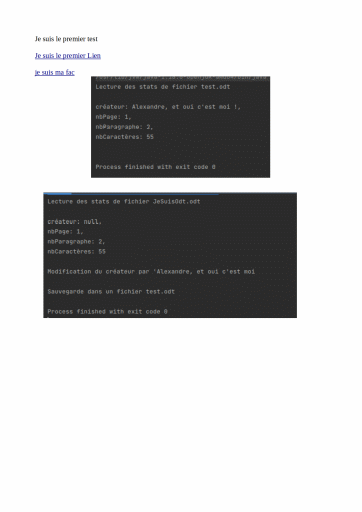 Je suis le premier test
Je suis le premier Lien
je suis ma fac
Lecture des stats de fichier test.odt
créateur: Alexandre, et oui c'est moi !,
nbPage: 1,
nbParagraphe: 2,
nbCaractères: 55
Process finished with exit code 0
Lecture des stats de fichier JeSuisOdt.odt
créateur: null,
nbPage: 1,
nbParagraphe: 2,
nbCaractères: 55
Modification du créateur par 'Alexandre, et oui c'est moi
Sauvegarde dans un fichier test.odt
Process finished with exit code 0